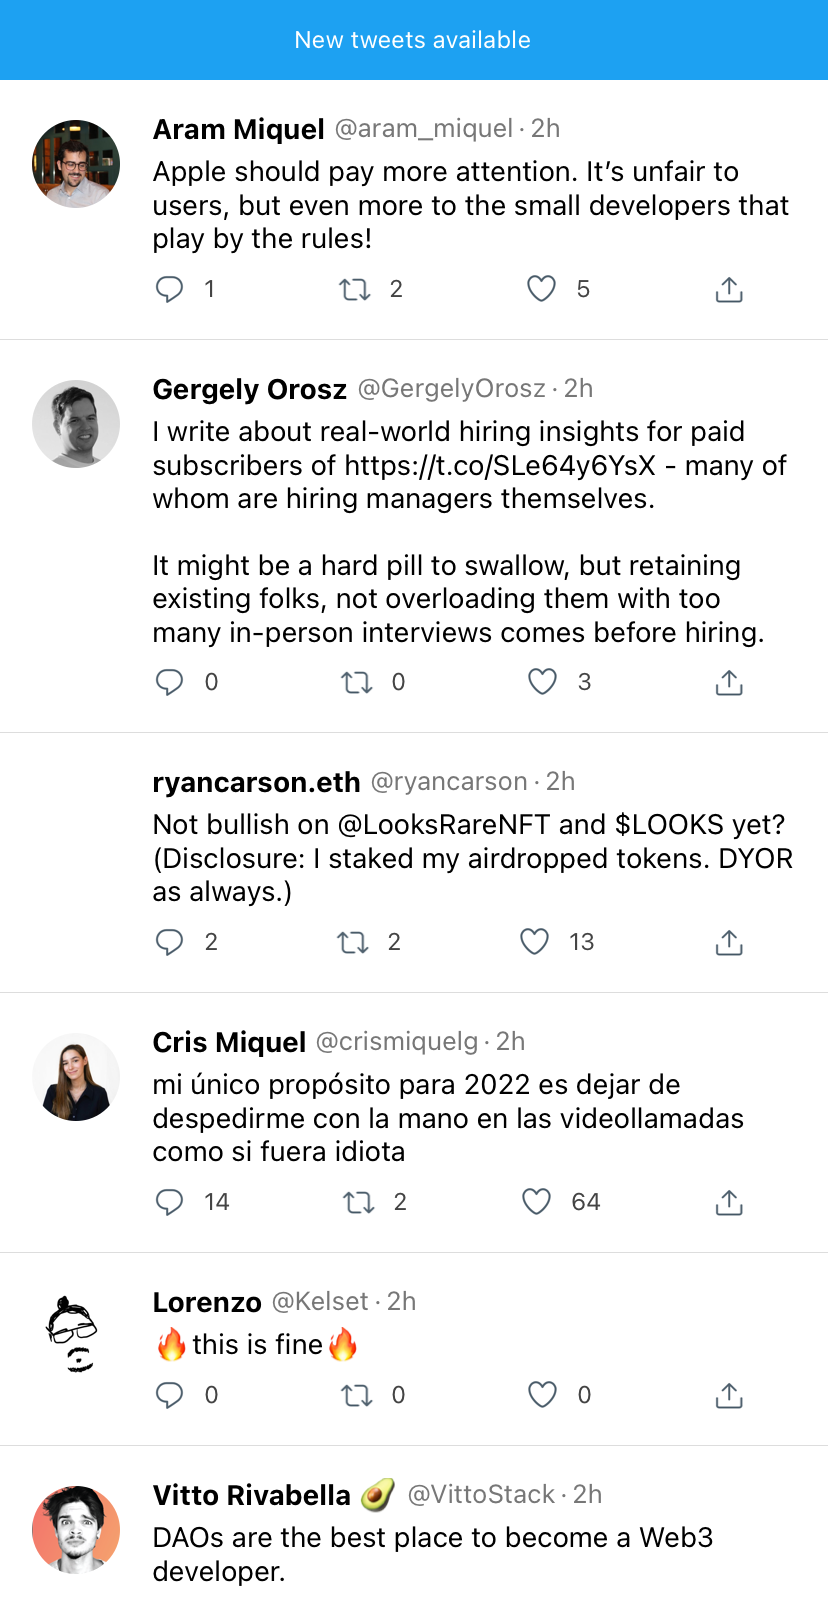 New tweets available
Aram Miquel @aram_miquel · 2h
Apple should pay more attention. It’s unfair to
users, but even more to the small developers that
play by the rules!
1 2 5
Gergely Orosz @GergelyOrosz · 2h
I write about real-world hiring insights for paid
subscribers of https://t.co/SLe64y6YsX - many of
whom are hiring managers themselves.
It might be a hard pill to swallow, but retaining
existing folks, not overloading them with too
many in-person interviews comes before hiring.
0 0 3
ryancarson.eth @ryancarson · 2h
Not bullish on @LooksRareNFT and $LOOKS yet?
(Disclosure: I staked my airdropped tokens. DYOR
as always.)
2 2 13
Cris Miquel @crismiquelg · 2h
mi único propósito para 2022 es dejar de
despedirme con la mano en las videollamadas
como si fuera idiota
14 2 64
Lorenzo @Kelset · 2h
🔥this is fine🔥
0 0 0
Vitto Rivabella 🥑 @VittoStack · 2h
DAOs are the best place to become a Web3
developer.